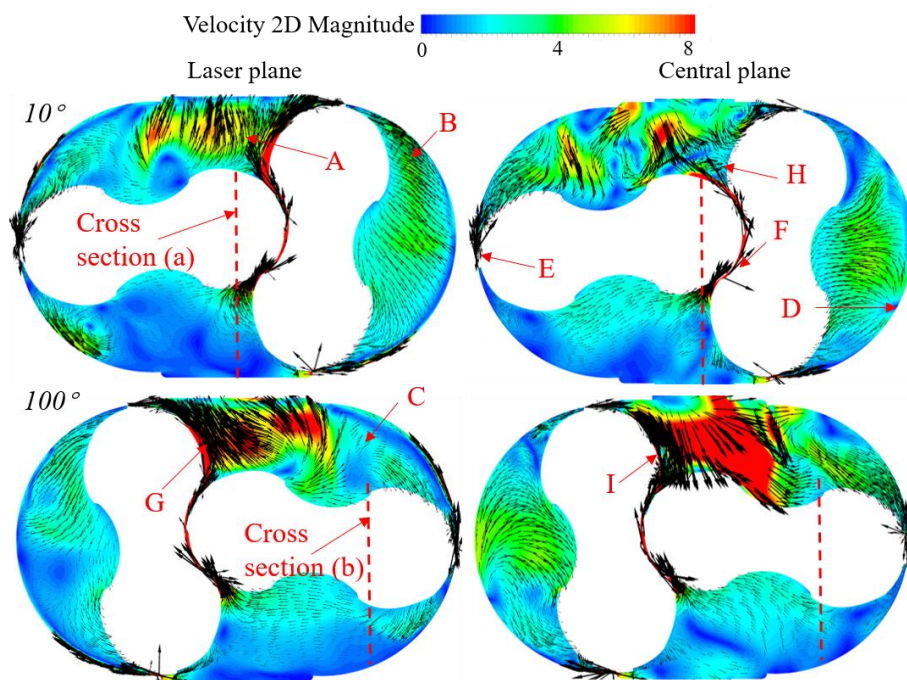 Velocity 2D Magnitude
0 4 8
Laser plane Central plane
10°
A
B
H
Cross
section (a)
F
E
D
100°
C
G
I
Cross
section (b)